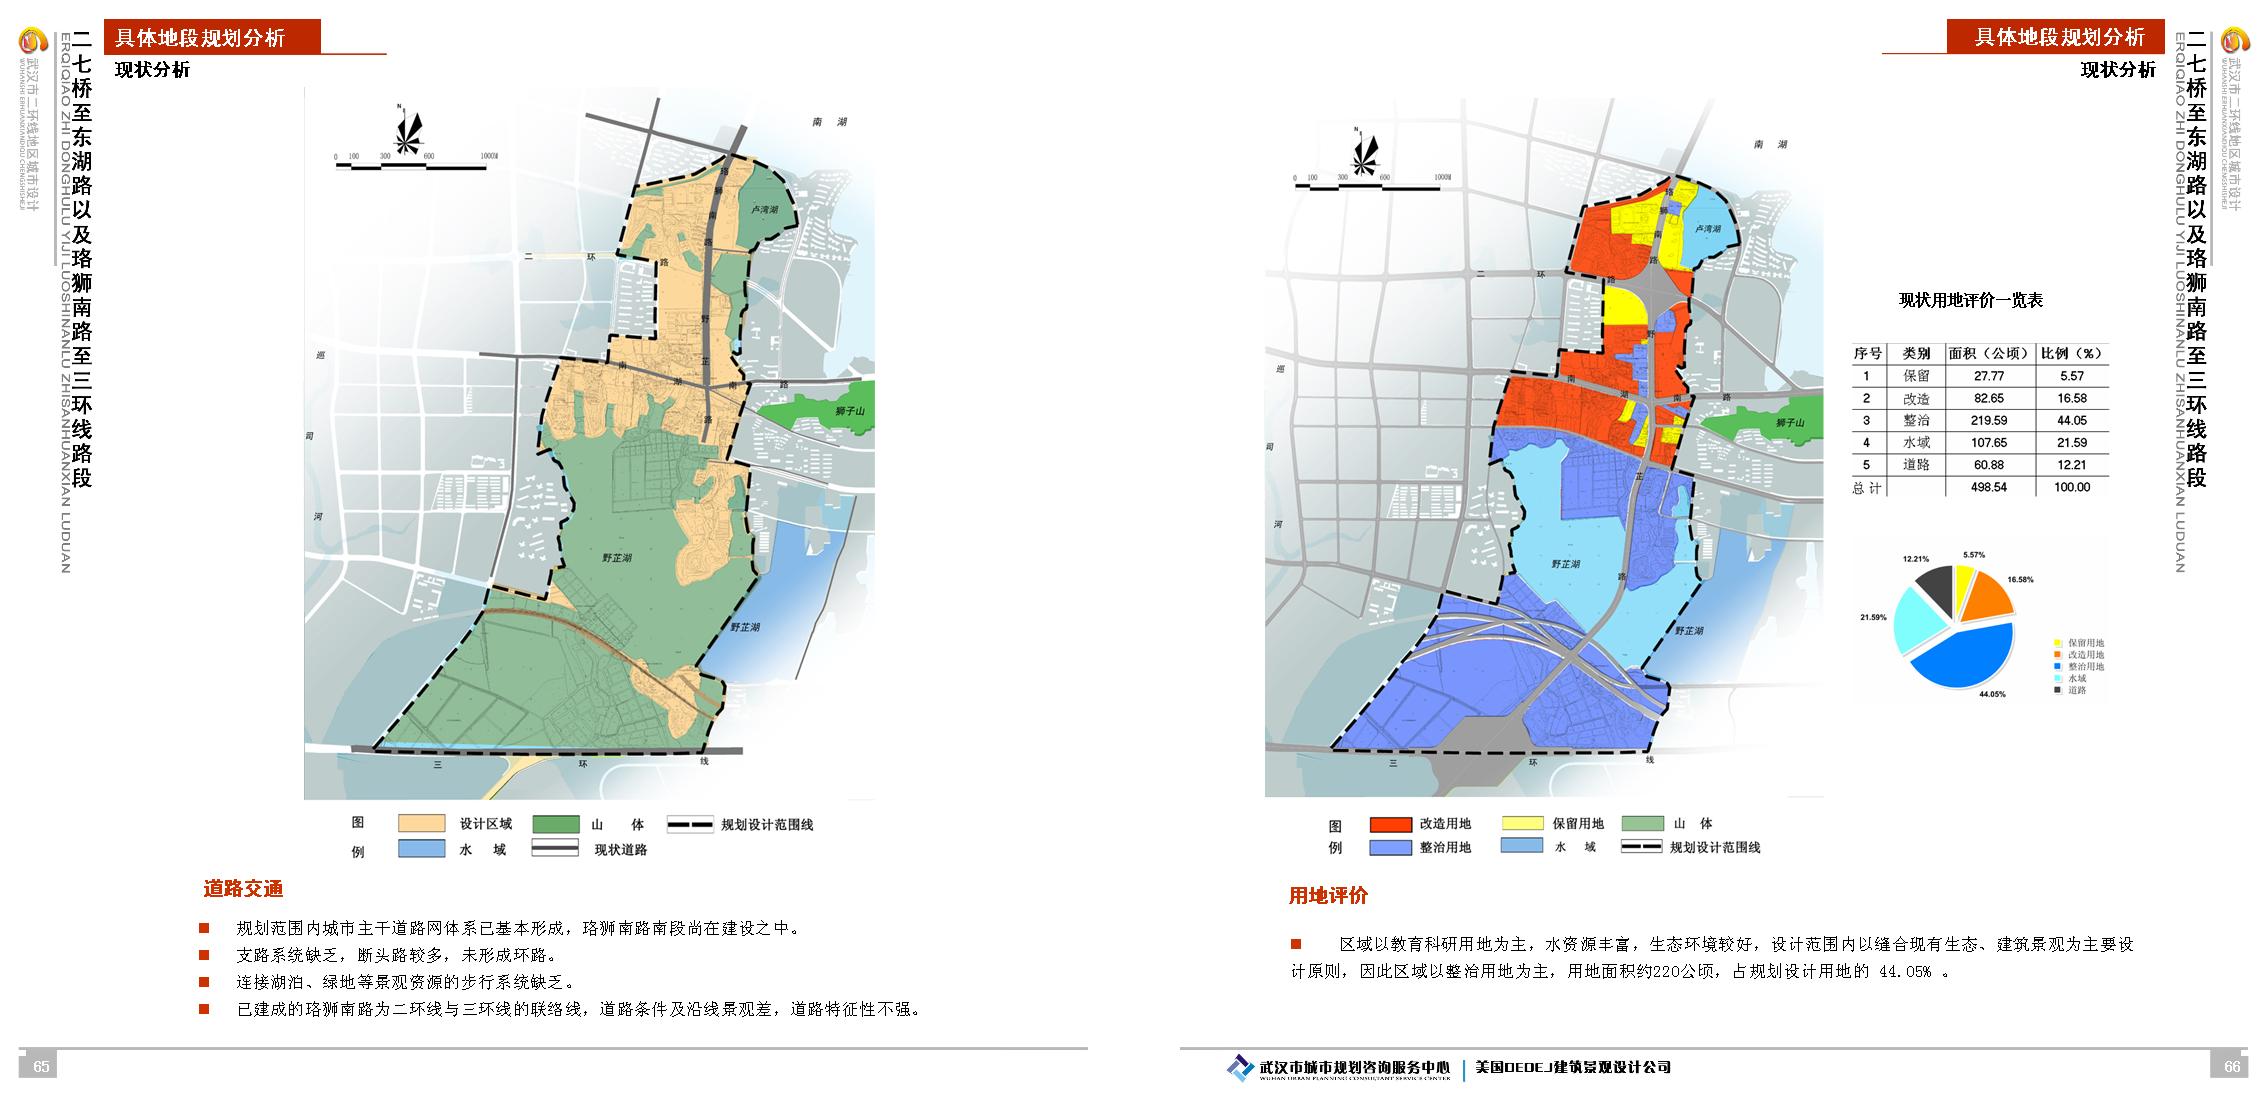 具体地段规划分析
现状分析
武汉市二环线地区城市设计
WUHANSHI ERHUANXIANDIQU CHENGSHISHEJI
二七桥至东湖路以及珞狮南路至三环线路段
ERQIQIAO ZHI DONGHULU YIJI LUOSHINANLU ZHISANHUANXIAN LUDUAN
N
0 100 300 600 1000M
南 湖
珞
狮
南
路
卢湾湖
二 环 路
野
芷
路
巡
司
河
南 湖 南 路
狮子山
野芷湖
野芷湖
三 环 线
图
例
设计区域
山 体
规划设计范围线
水 域
现状道路
道路交通
规划范围内城市主干道路网体系已基本形成，珞狮南路南段尚在建设之中。
支路系统缺乏，断头路较多，未形成环路。
连接湖泊、绿地等景观资源的步行系统缺乏。
已建成的珞狮南路为二环线与三环线的联络线，道路条件及沿线景观差，道路特征性不强。
65
具体地段规划分析
现状分析
武汉市二环线地区城市设计
WUHANSHI ERHUANXIANDIQU CHENGSHISHEJI
二七桥至东湖路以及珞狮南路至三环线路段
ERQIQIAO ZHI DONGHULU YIJI LUOSHINANLU ZHISANHUANXIAN LUDUAN
N
0 100 300 600 1000M
南 湖
珞
狮
南
路
卢湾湖
二 环 路
野
芷
路
巡
司
河
南 湖 南 路
狮子山
野芷湖
野芷湖
三 环 线
图
例
改造用地
保留用地
山 体
整治用地
水 域
规划设计范围线
现状用地评价一览表
序号 类别 面积（公顷） 比例（%）
1 保留 27.77 5.57
2 改造 82.65 16.58
3 整治 219.59 44.05
4 水域 107.65 21.59
5 道路 60.88 12.21
总计 498.54 100.00
12.21%
5.57%
16.58%
21.59%
44.05%
保留用地
改造用地
整治用地
水域
道路
用地评价
区域以教育科研用地为主，水资源丰富，生态环境较好，设计范围内以缝合现有生态、建筑景观为主要设
计原则，因此区域以整治用地为主，用地面积约220公顷，占规划设计用地的 44.05% 。
武汉市城市规划咨询服务中心
WUHAN URBAN PLANNING CONSULTANT SERVICE CENTER
美国DEDEJ建筑景观设计公司
66